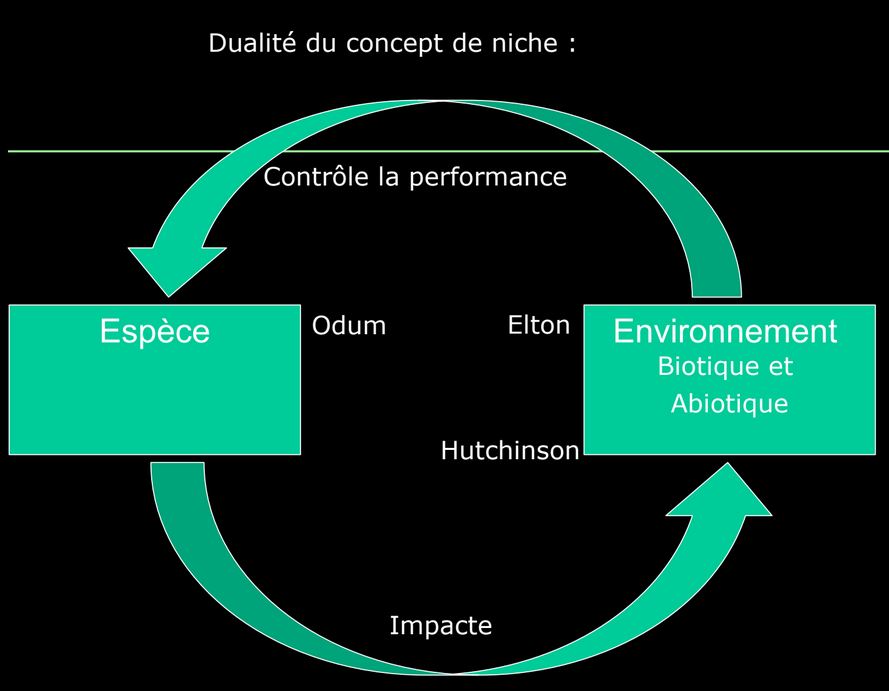 Dualité du concept de niche :
Contrôle la performance
Espèce
Odum
Elton
Environnement
Biotique et
Abiotique
Hutchinson
Impacte